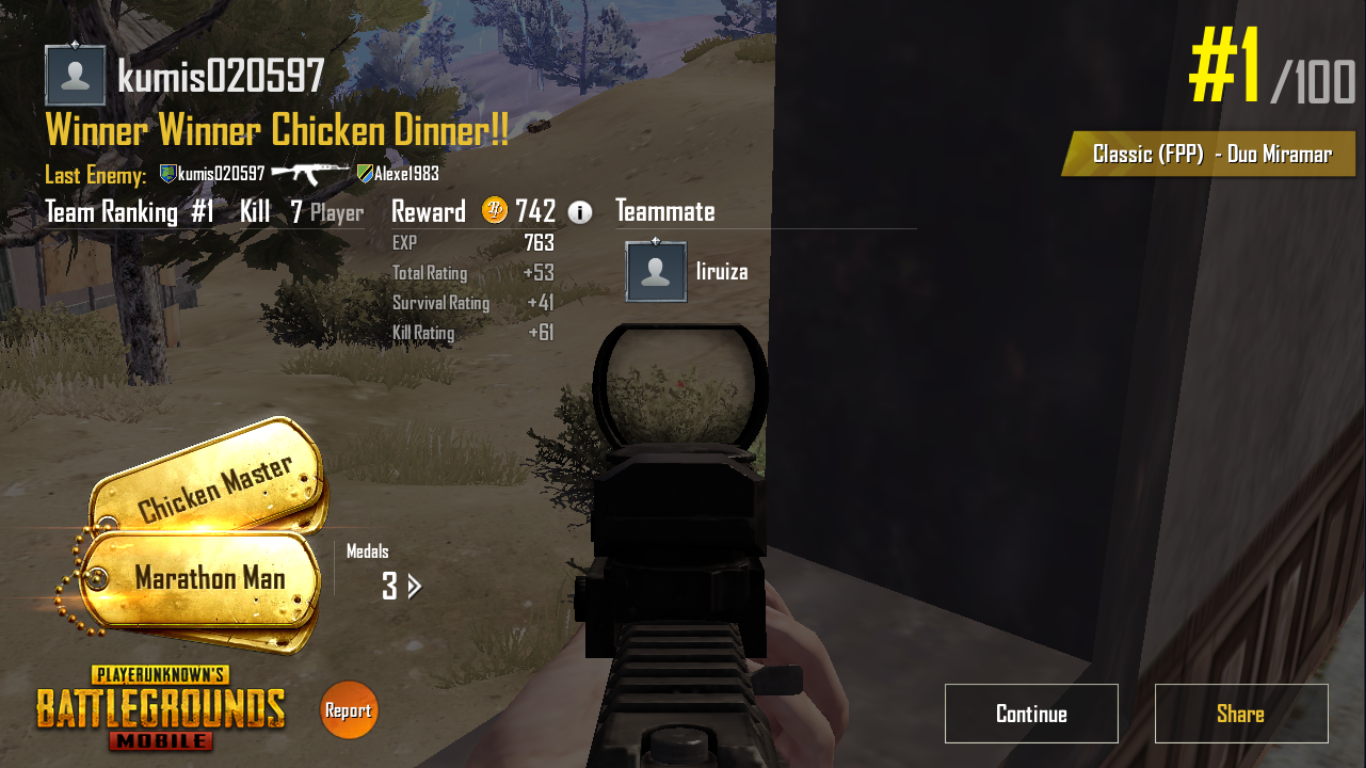 kumis020597
Winner Winner Chicken Dinner!!
Last Enemy: kumis020597 Alexe1983
Team Ranking #1 Kill 7 Player Reward 742 i Teammate
EXP 763
Total Rating +53
Survival Rating +41
Kill Rating +61
liruiza
#1/100
Classic (FPP) - Duo Miramar
Chicken Master
Marathon Man
Medals
3
PLAYERUNKNOWN'S
BATTLEGROUNDS
MOBILE
Report
Continue
Share